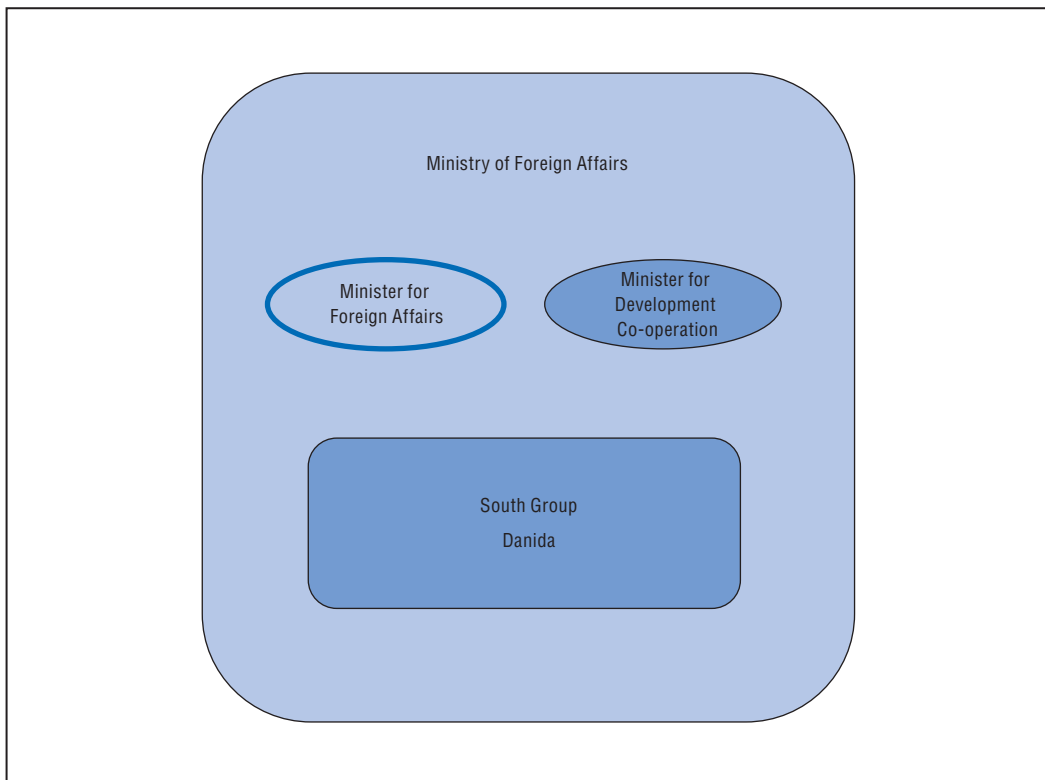 Ministry of Foreign Affairs
Minister for
Foreign Affairs
Minister for
Development
Co-operation
South Group
Danida